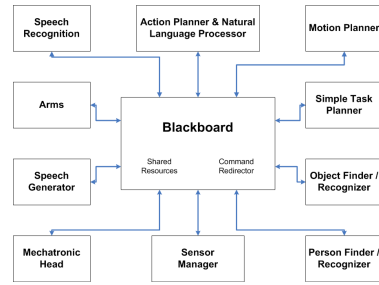 Speech
Recognition
Action Planner & Natural
Language Processor
Motion Planner
Arms
Simple Task
Planner
Blackboard
Shared
Resources
Command
Redirector
Speech
Generator
Object Finder /
Recognizer
Mechatronic
Head
Sensor
Manager
Person Finder /
Recognizer